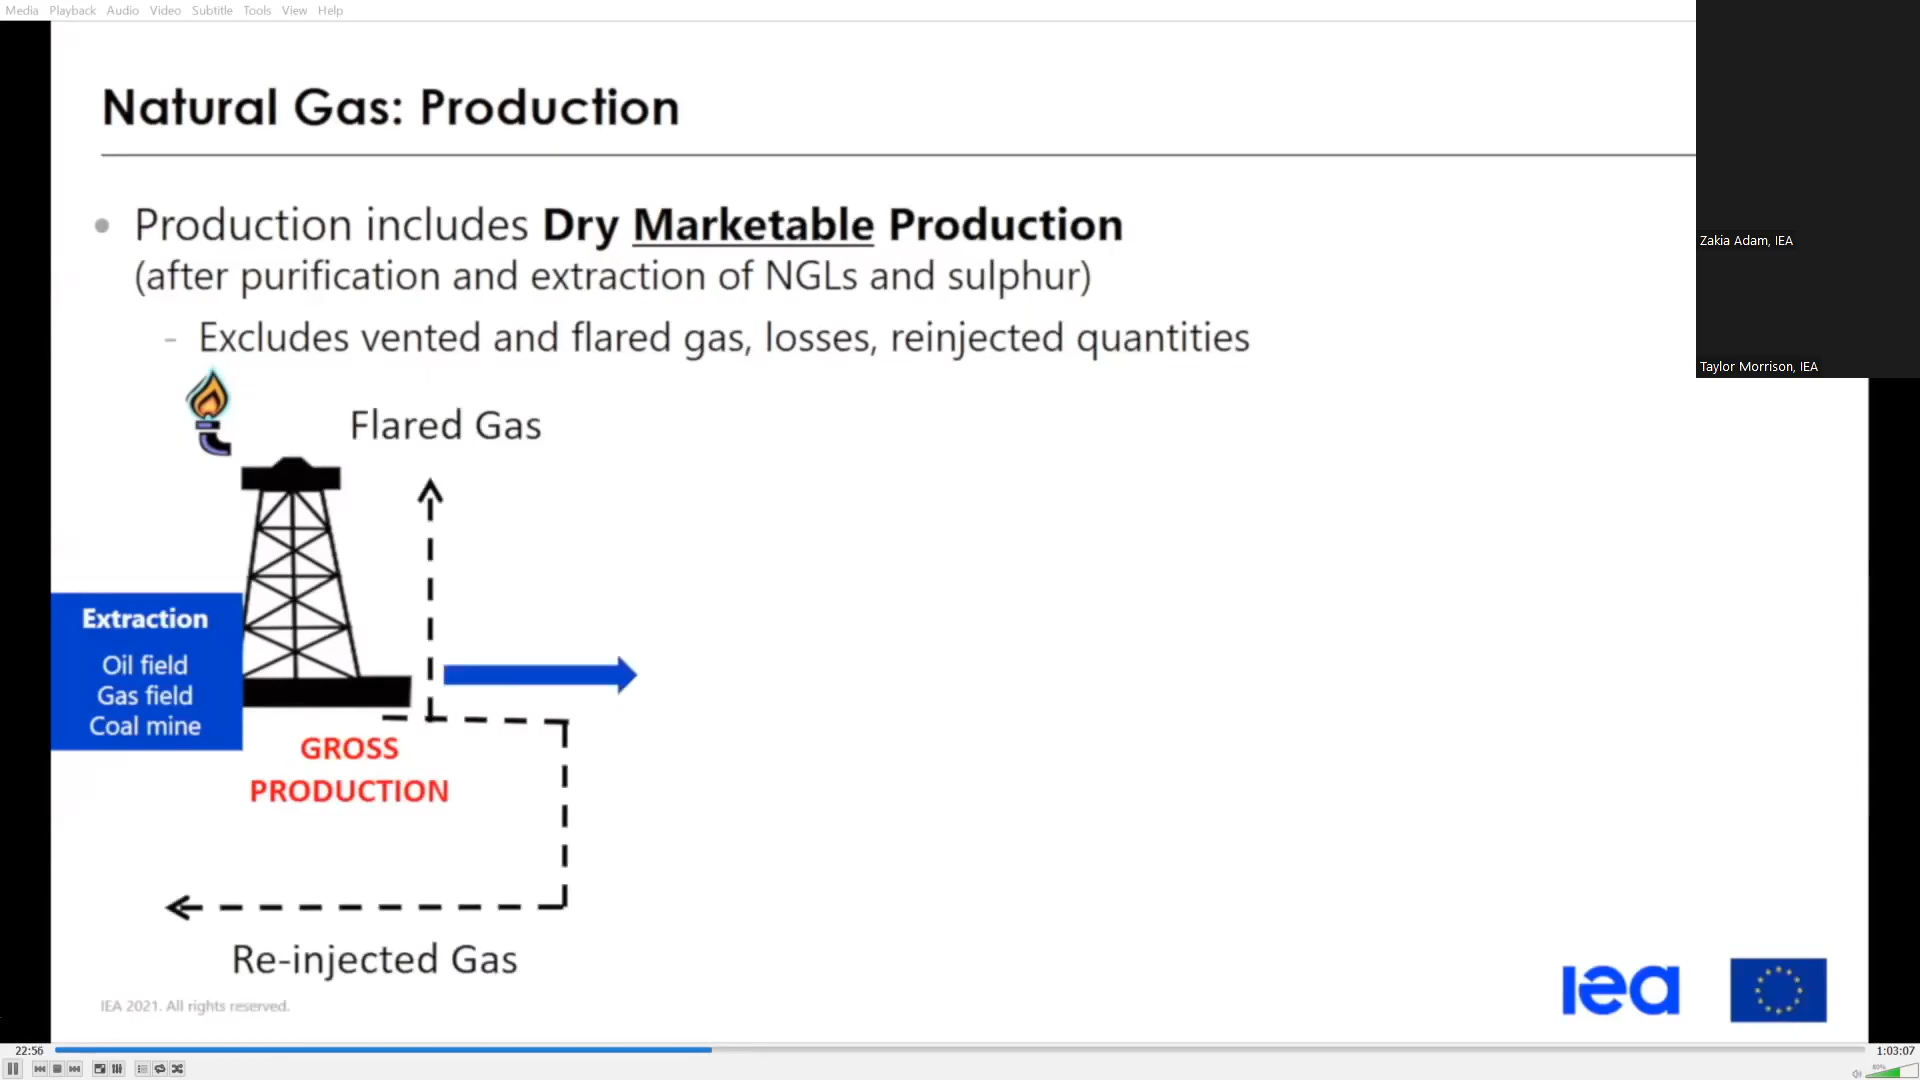 Media Playback Audio Video Subtitle Tools View Help
Natural Gas: Production
Production includes Dry Marketable Production
(after purification and extraction of NGLs and sulphur)
- Excludes vented and flared gas, losses, reinjected quantities
Zakia Adam, IEA
Taylor Morrison, IEA
Flared Gas
Extraction
Oil field
Gas field
Coal mine
GROSS
PRODUCTION
Re-injected Gas
IEA 2021. All rights reserved.
iea
22:56
1:03:07
80%